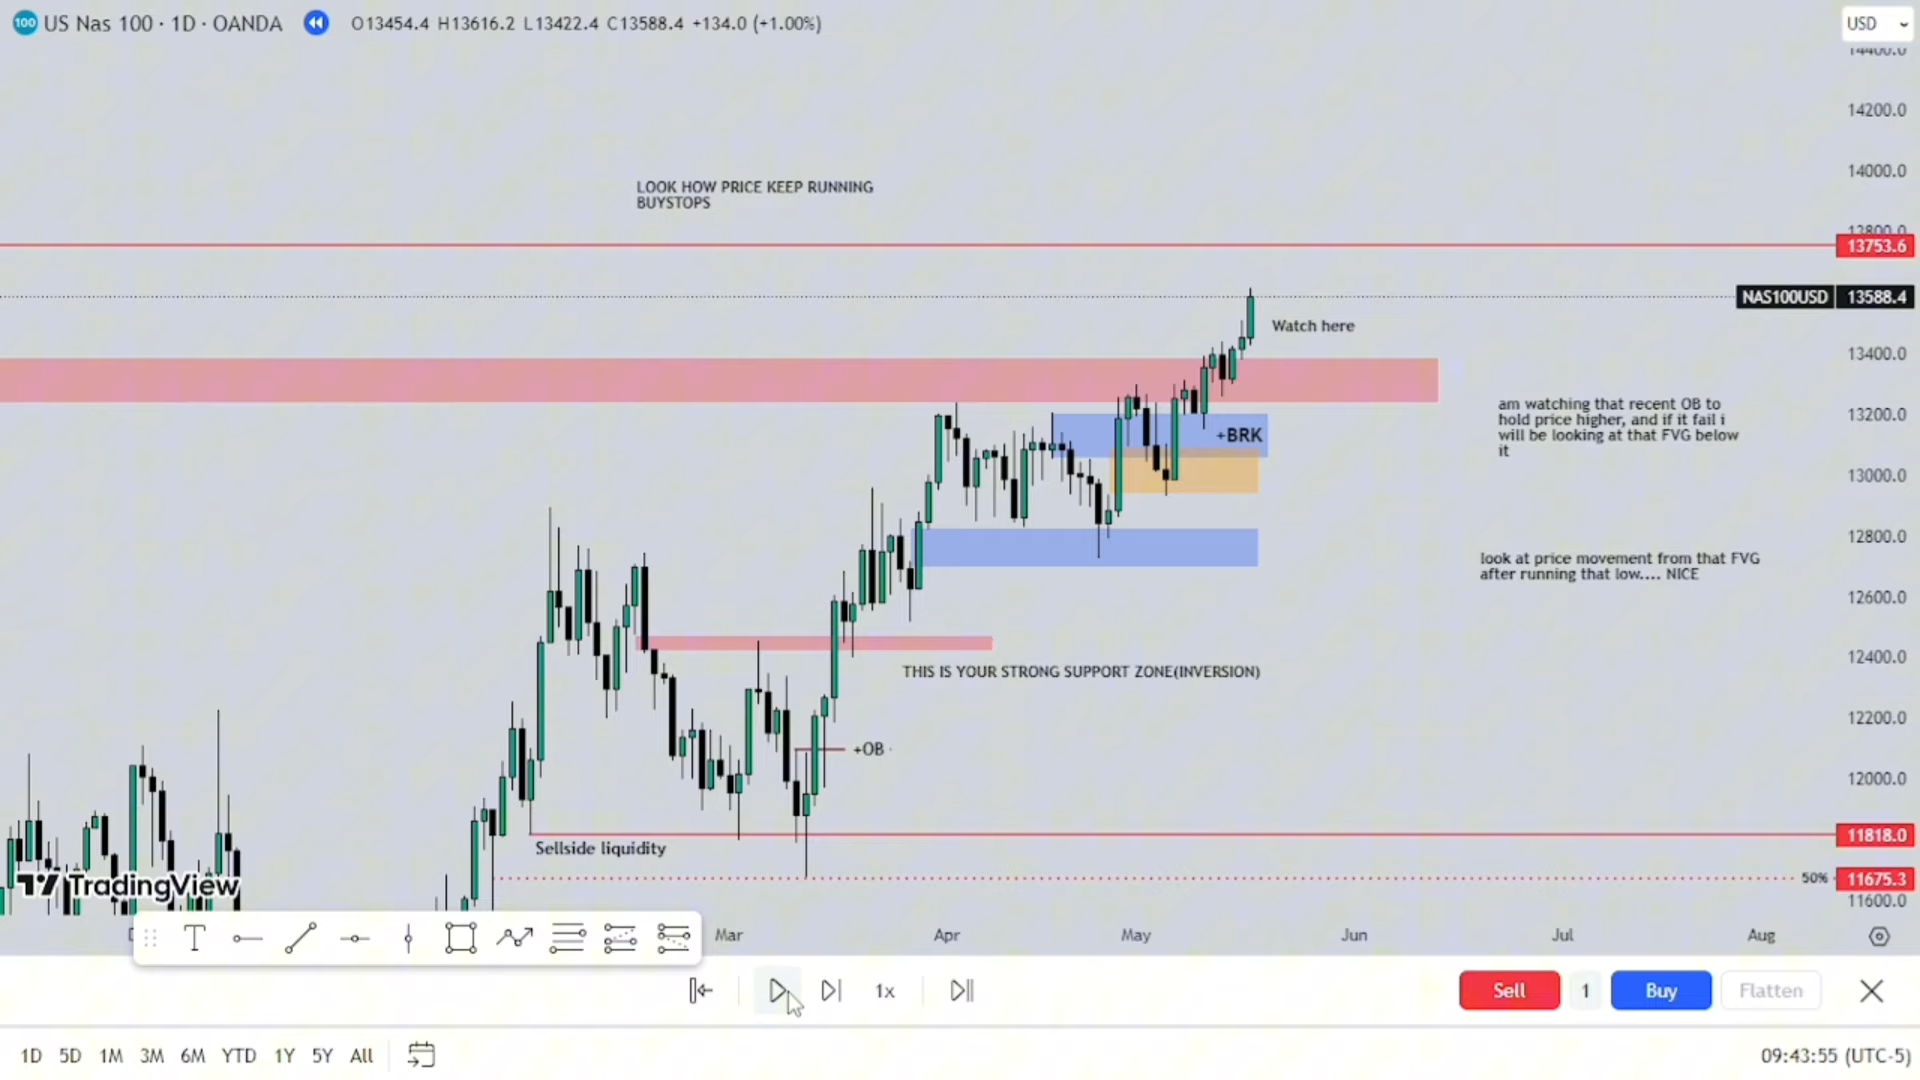 100 US Nas 100 · 1D · OANDA O13454.4 H13616.2 L13422.4 C13588.4 +134.0 (+1.00%)
USD
14400.0
14200.0
14000.0
LOOK HOW PRICE KEEP RUNNING
BUYSTOPS
13800.0
13753.6
NAS100USD 13588.4
Watch here
13400.0
am watching that recent OB to
hold price higher, and if it fail i
will be looking at that FVG below
it
13200.0
+BRK
13000.0
12800.0
look at price movement from that FVG
after running that low.... NICE
12600.0
12400.0
THIS IS YOUR STRONG SUPPORT ZONE(INVERSION)
12200.0
+OB
12000.0
11818.0
Sellside liquidity
50% 11675.3
TradingView
11600.0
Mar Apr May Jun Jul Aug
1x
Sell 1 Buy Flatten
1D 5D 1M 3M 6M YTD 1Y 5Y All
09:43:55 (UTC-5)